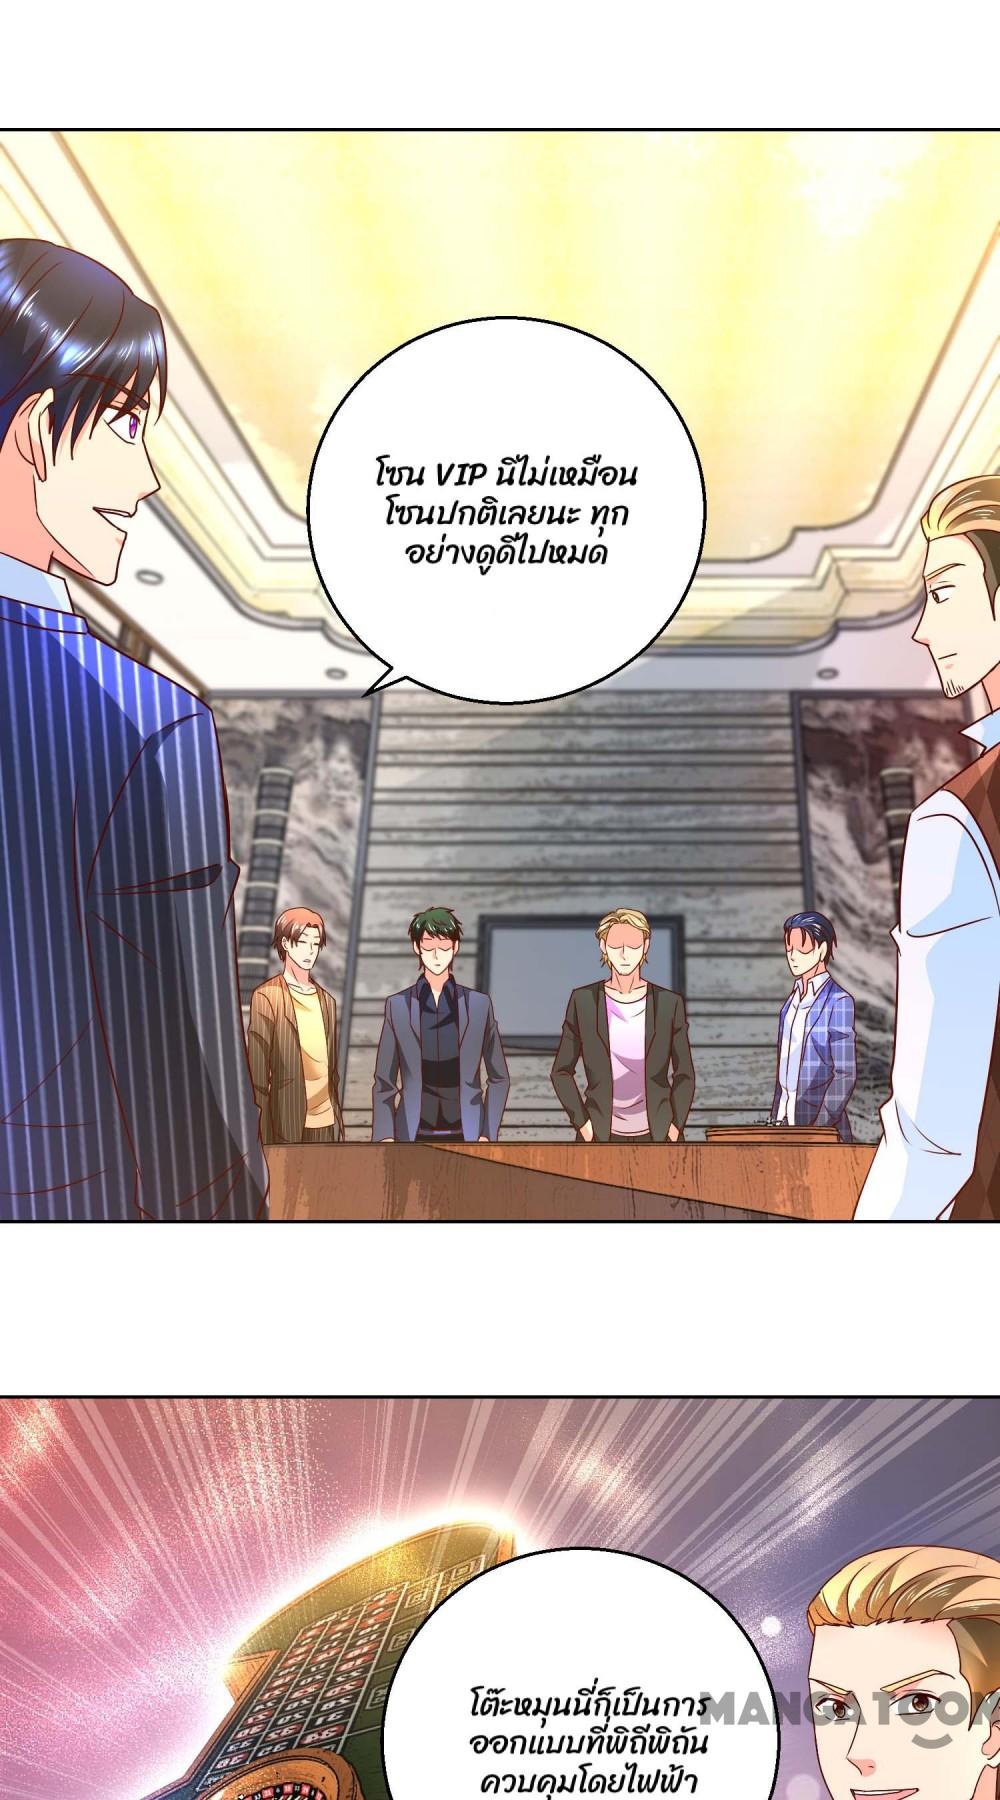 โซน VIP นี่ไม่เหมือน
โซนปกติเลยนะ ทุก
อย่างดูดีไปหมด
โต๊ะหมุนนี่ก็เป็นการ
ออกแบบที่พิถีพิถัน
ควบคุมโดยไฟฟ้า
MANGATOON